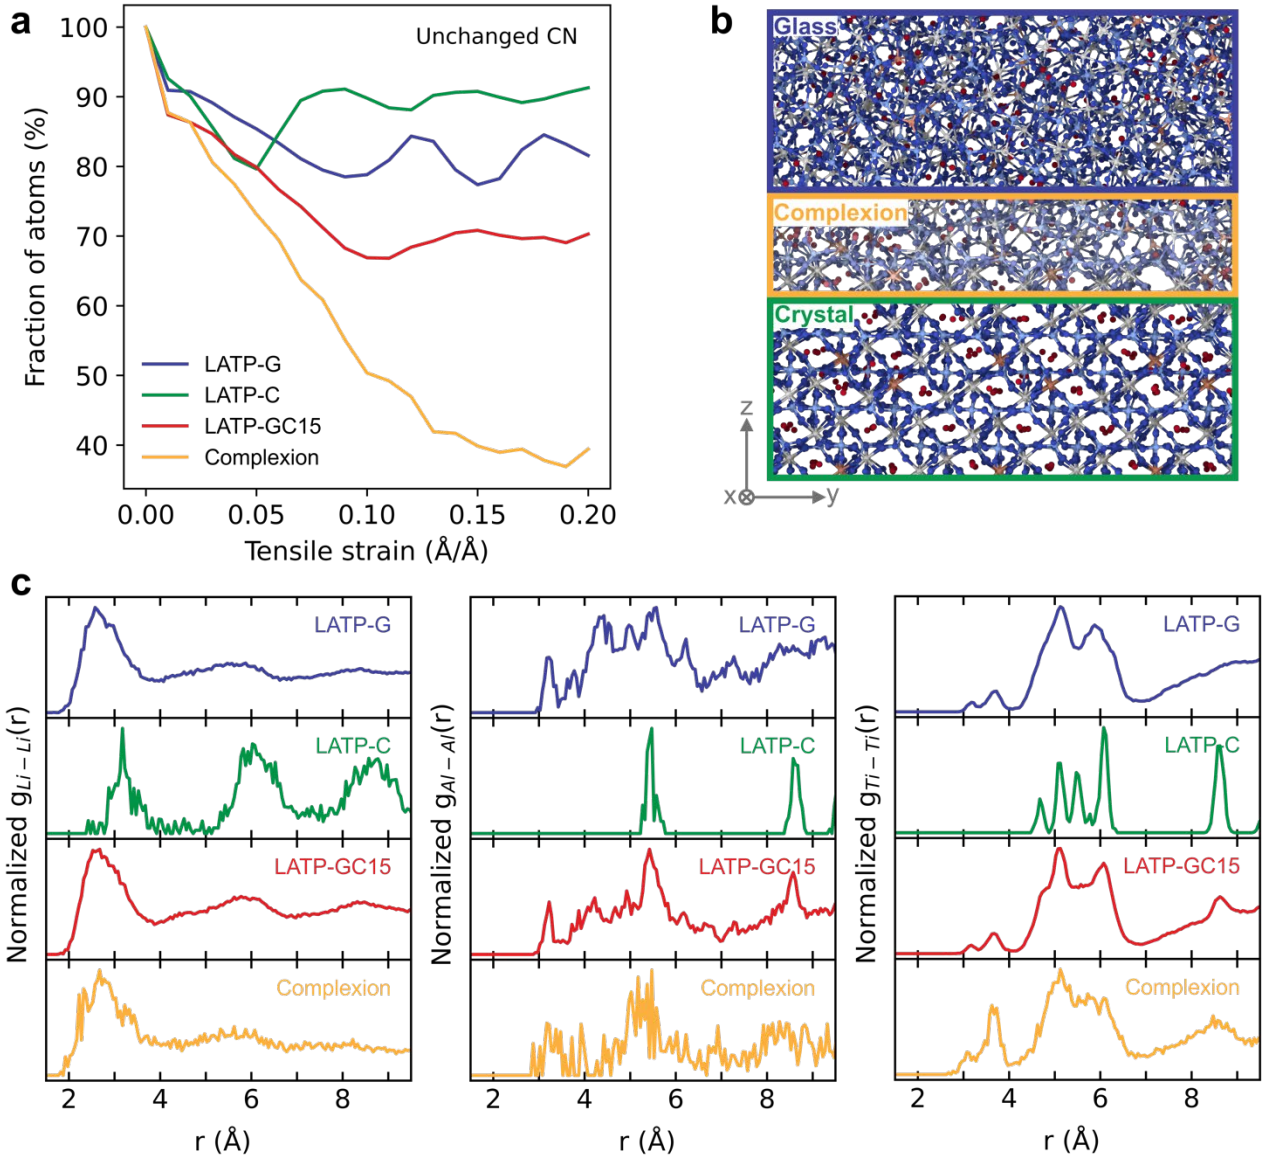 a
Unchanged CN
Fraction of atoms (%)
100
90
80
70
60
50
40
LATP-G
LATP-C
LATP-GC15
Complexion
0.00 0.05 0.10 0.15 0.20
Tensile strain (Å/Å)
b
Glass
Complexion
Crystal
z
x y
c
Normalized g_{Li−Li}(r)
LATP-G
LATP-C
LATP-GC15
Complexion
2 4 6 8
r (Å)
Normalized g_{Al−Al}(r)
LATP-G
LATP-C
LATP-GC15
Complexion
2 4 6 8
r (Å)
Normalized g_{Ti−Ti}(r)
LATP-G
LATP-C
LATP-GC15
Complexion
2 4 6 8
r (Å)